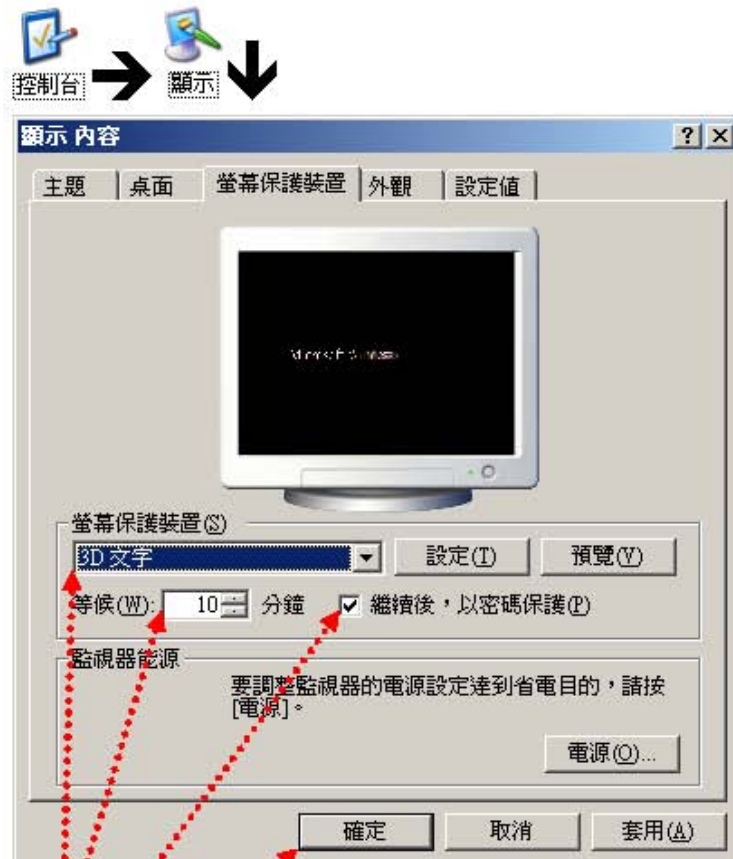 控制台 顯示
顯示 內容
主題 桌面 螢幕保護裝置 外觀 設定值
螢幕保護裝置(S)
3D 文字 設定(T) 預覽(V)
等候(W): 10 分鐘 繼續後，以密碼保護(P)
監視器能源
要調整監視器的電源設定達到省電目的，請按
[電源]。
電源(O)...
確定 取消 套用(A)